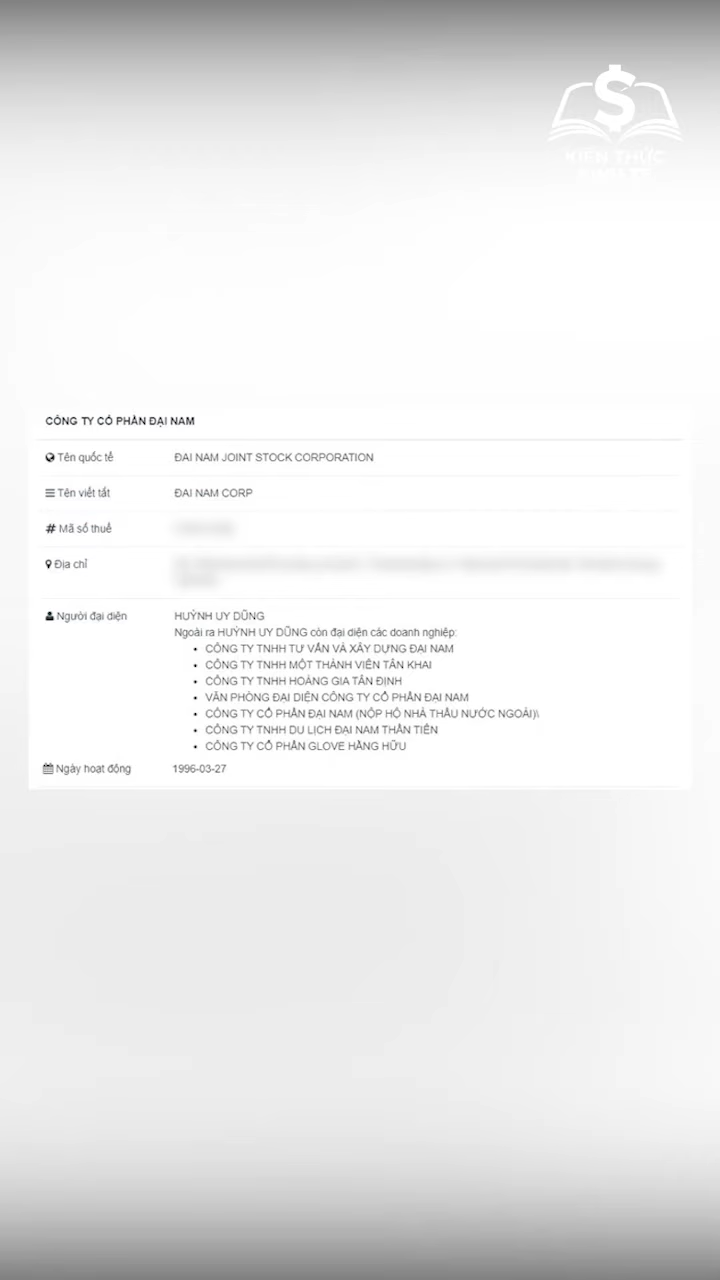 $
KIẾN THỨC
CÔNG TY CỔ PHẦN ĐẠI NAM
Tên quốc tế ĐAI NAM JOINT STOCK CORPORATION
Tên viết tắt ĐAI NAM CORP
# Mã số thuế
Địa chỉ
Người đại diện HUỲNH UY DŨNG
Ngoài ra HUỲNH UY DŨNG còn đại diện các doanh nghiệp:
• CÔNG TY TNHH TƯ VẤN VÀ XÂY DỰNG ĐẠI NAM
• CÔNG TY TNHH MỘT THÀNH VIÊN TÂN KHAI
• CÔNG TY TNHH HOÀNG GIA TÂN ĐỊNH
• VĂN PHÒNG ĐẠI DIỆN CÔNG TY CỔ PHẦN ĐẠI NAM
• CÔNG TY CỔ PHẦN ĐẠI NAM (NỘP HỘ NHÀ THẦU NƯỚC NGOÀI)\
• CÔNG TY TNHH DU LỊCH ĐẠI NAM THẦN TIÊN
• CÔNG TY CỔ PHẦN GLOVE HẰNG HỮU
Ngày hoạt động 1996-03-27